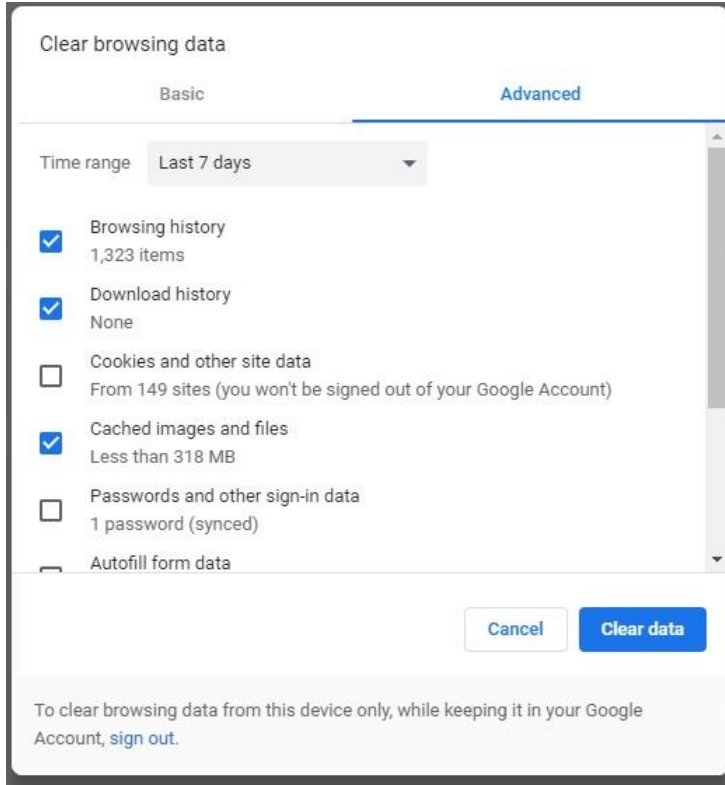 Clear browsing data
Basic
Advanced
Time range
Last 7 days
Browsing history
1,323 items
Download history
None
Cookies and other site data
From 149 sites (you won't be signed out of your Google Account)
Cached images and files
Less than 318 MB
Passwords and other sign-in data
1 password (synced)
Autofill form data
Cancel
Clear data
To clear browsing data from this device only, while keeping it in your Google
Account, sign out.